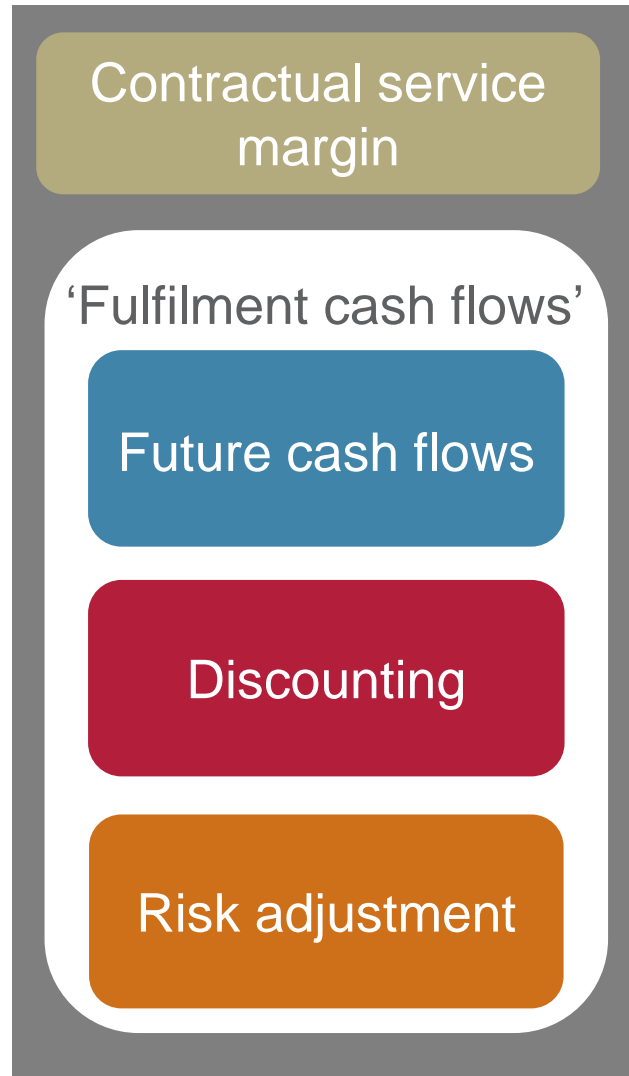 Contractual service
margin
‘Fulfilment cash flows’
Future cash flows
Discounting
Risk adjustment